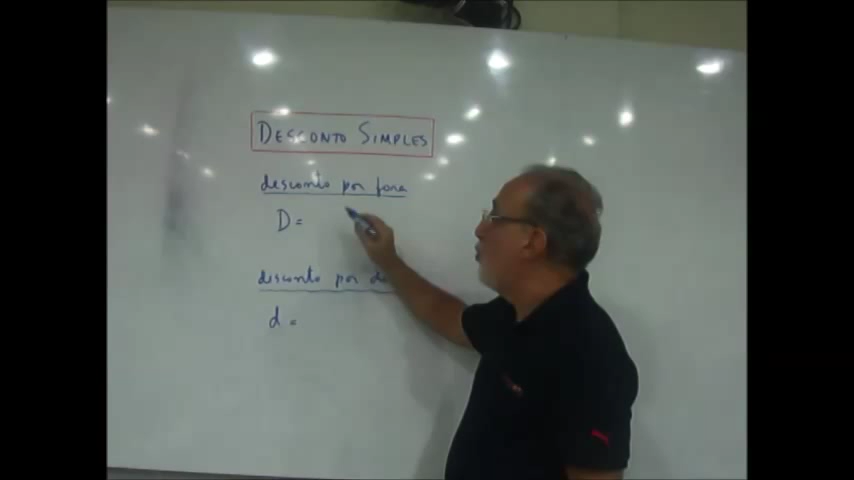 DESCONTO SIMPLES
desconto por fora
D =
desconto por
d =